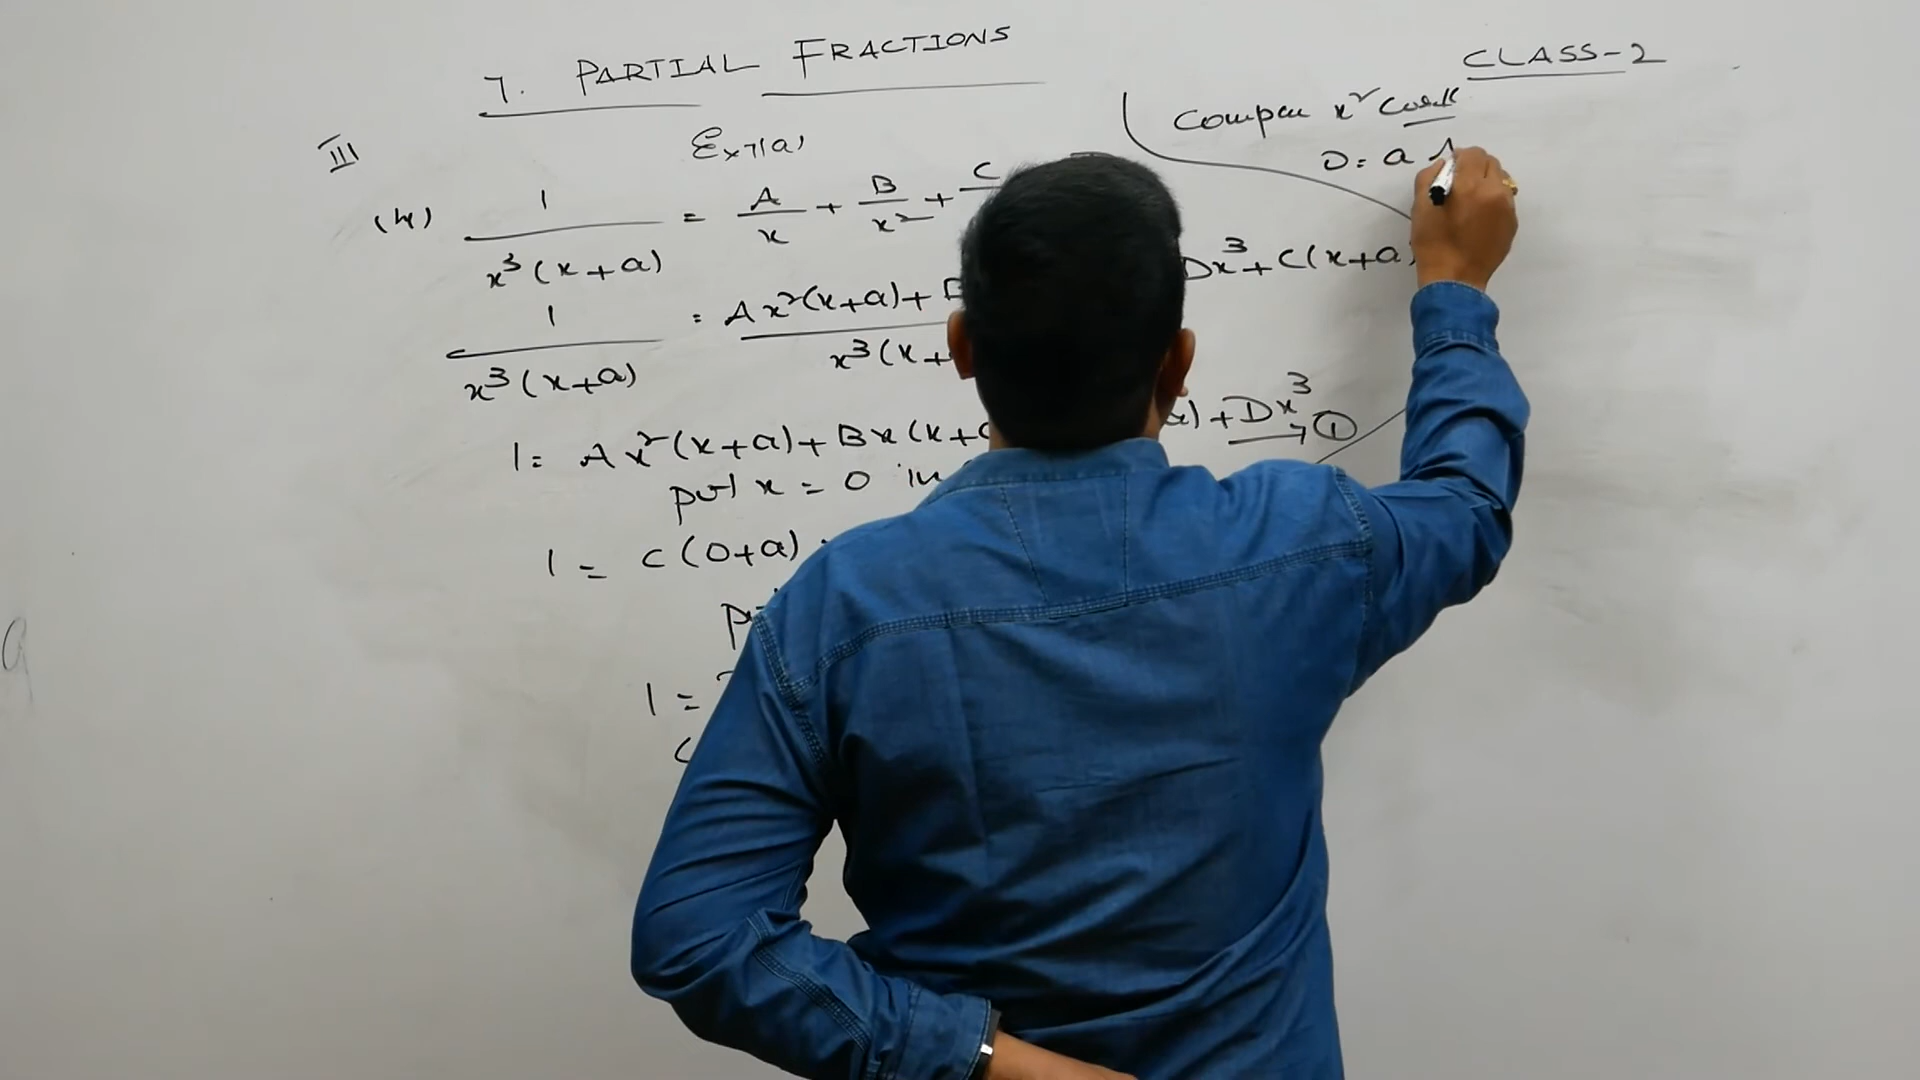 7. PARTIAL FRACTIONS
CLASS-2
Ex 7(a)
III
(4) 1/x³(x+a) = A/x + B/x² + C
1/x³(x+a) = Ax²(x+a)+ B
x³(x+
Dx³+C(x+a)
1= Ax²(x+a)+Bx(x+ a)+Dx³ → ①
put x = 0 in
1 = C(0+a)
1 =
Compare x² coeff
0= a A